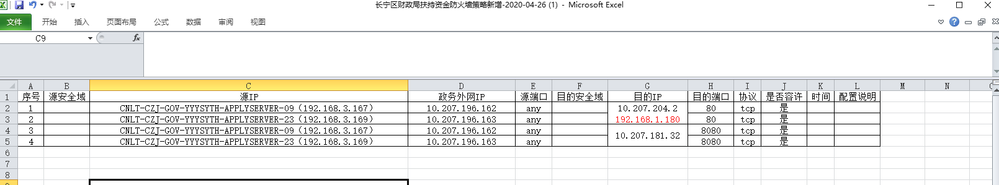 长宁区财政局扶持资金防火墙策略新增-2020-04-26 (1) - Microsoft Excel
文件 开始 插入 页面布局 公式 数据 审阅 视图
C9 fx
A B C D E F G H I J K L M N
1 序号 源安全域 源IP 政务外网IP 源端口 目的安全域 目的IP 目的端口 协议 是否容许 时间 配置说明
2 1 CNLT-CZJ-GOV-YYYSYTH-APPLYSERVER-09（192.168.3.167） 10.207.196.162 any 10.207.204.2 80 tcp 是
3 2 CNLT-CZJ-GOV-YYYSYTH-APPLYSERVER-23（192.168.3.169） 10.207.196.163 any 192.168.1.180 80 tcp 是
4 3 CNLT-CZJ-GOV-YYYSYTH-APPLYSERVER-09（192.168.3.167） 10.207.196.162 any 10.207.181.32 8080 tcp 是
5 4 CNLT-CZJ-GOV-YYYSYTH-APPLYSERVER-23（192.168.3.169） 10.207.196.163 any 8080 tcp 是
6
7
8